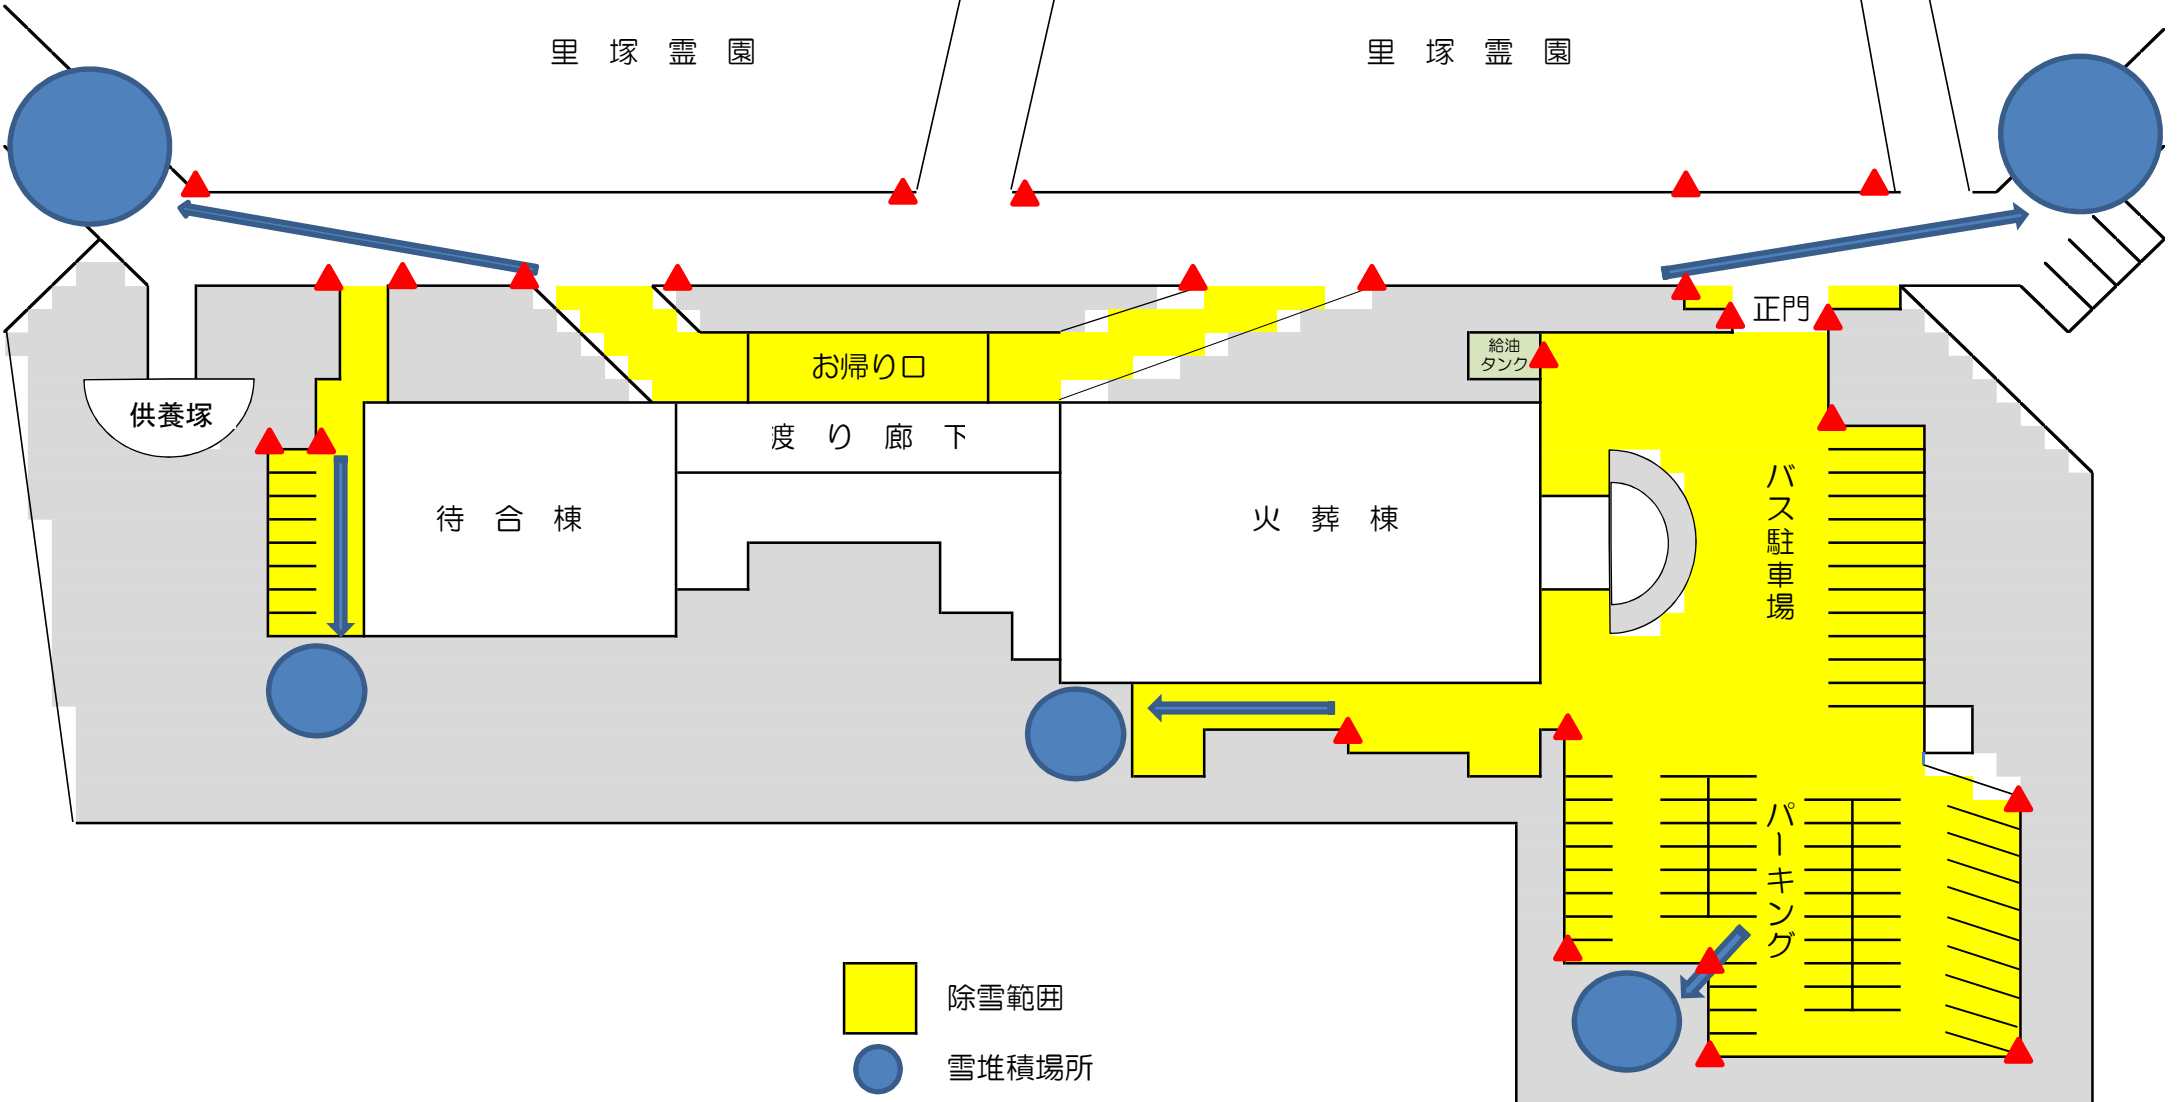 里　塚　霊　園
里　塚　霊　園
正門
給油
タンク
お帰り口
供養塚
渡　り　廊　下
待　合　棟
火　葬　棟
バス駐車場
パーキング
除雪範囲
雪堆積場所